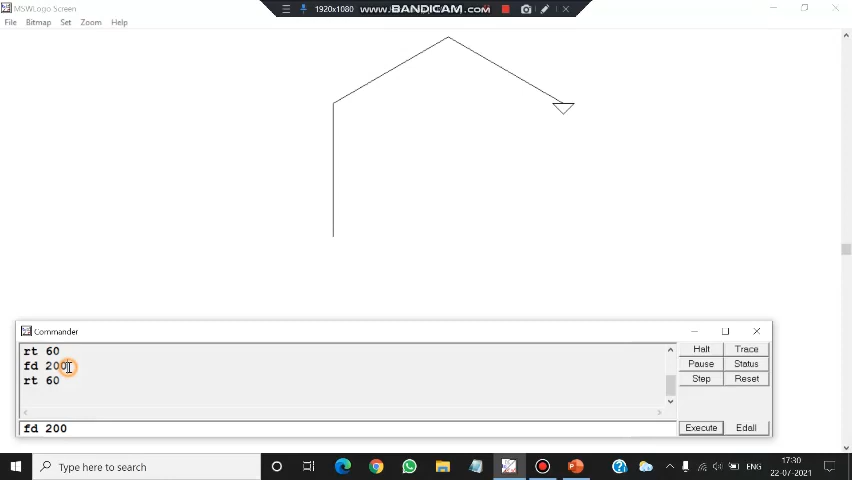 MSWLogo Screen
1920x1080 www.BANDICAM.com
File Bitmap Set Zoom Help
Commander
rt 60
fd 200
rt 60
Halt Trace
Pause Status
Step Reset
fd 200
Execute Edall
Type here to search
ENG
17:30
22-07-2021